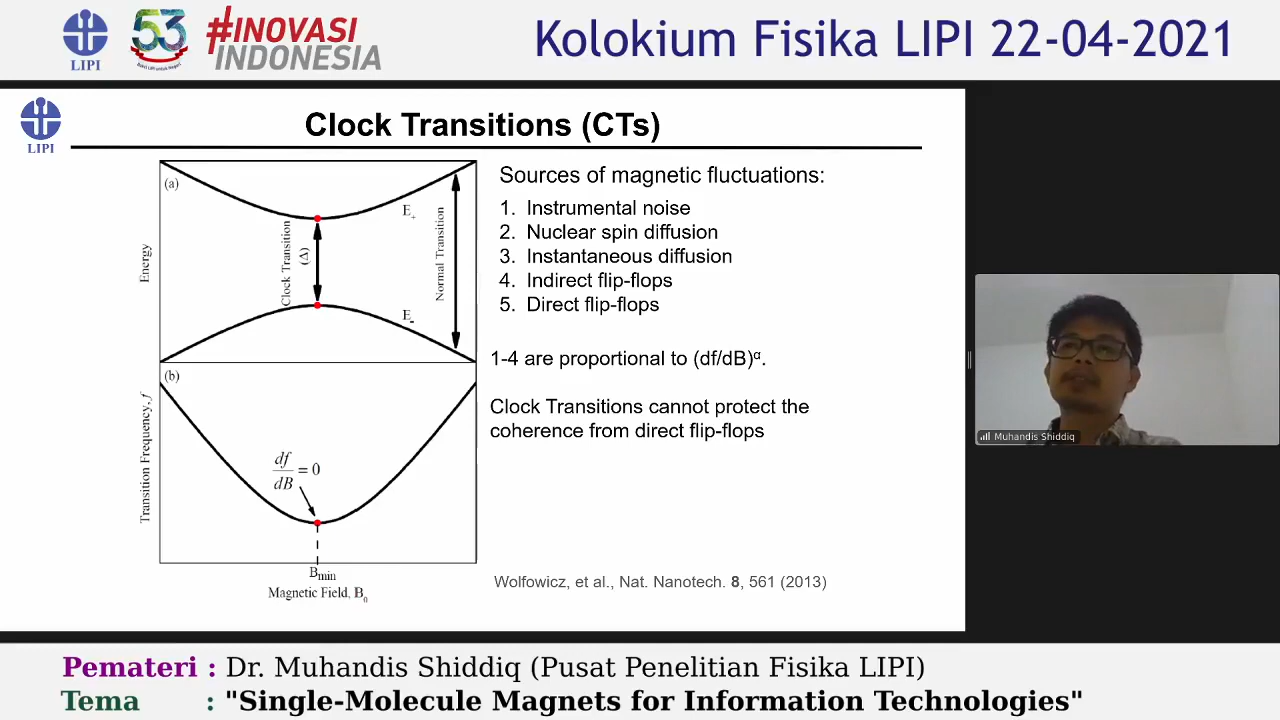 LIPI
53
#INOVASI
INDONESIA
Kolokium Fisika LIPI 22-04-2021
LIPI
Clock Transitions (CTs)
(a)
Energy
Clock Transition
(Δ)
E+
E-
Normal Transition
(b)
Transition Frequency, f
df
dB
= 0
Bmin
Magnetic Field, B0
Sources of magnetic fluctuations:
1. Instrumental noise
2. Nuclear spin diffusion
3. Instantaneous diffusion
4. Indirect flip-flops
5. Direct flip-flops
1-4 are proportional to (df/dB)α.
Clock Transitions cannot protect the
coherence from direct flip-flops
Wolfowicz, et al., Nat. Nanotech. 8, 561 (2013)
Muhandis Shiddiq
Pemateri : Dr. Muhandis Shiddiq (Pusat Penelitian Fisika LIPI)
Tema : "Single-Molecule Magnets for Information Technologies"